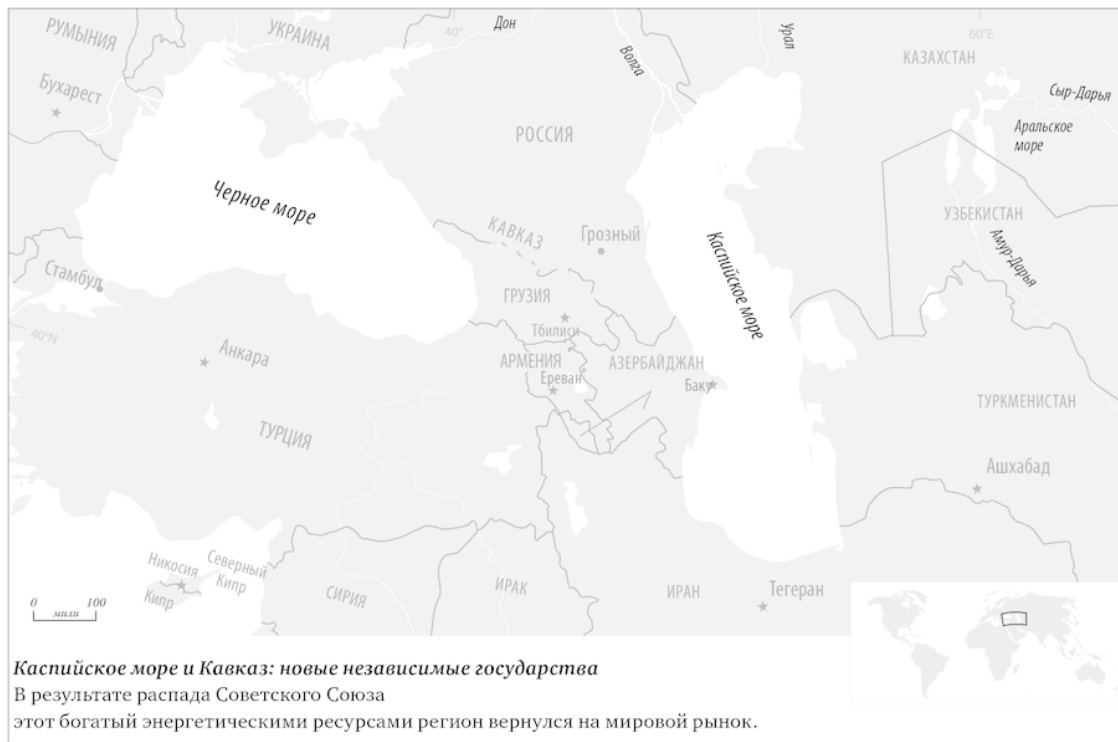 РУМЫНИЯ
УКРАИНА
40°
Дон
Волга
Урал
60°E
КАЗАХСТАН
Бухарест
Сыр-Дарья
Аральское
море
РОССИЯ
Черное море
УЗБЕКИСТАН
КАВКАЗ
Грозный
Каспийское море
Амур-Дарья
Стамбул
ГРУЗИЯ
Тбилиси
40°N
Анкара
АРМЕНИЯ
АЗЕРБАЙДЖАН
Ереван
Баку
ТУРКМЕНИСТАН
ТУРЦИЯ
Ашхабад
Никосия
Северный
Кипр
Кипр
СИРИЯ
ИРАК
ИРАН
Тегеран
0 100
мили
Каспийское море и Кавказ: новые независимые государства
В результате распада Советского Союза
этот богатый энергетическими ресурсами регион вернулся на мировой рынок.